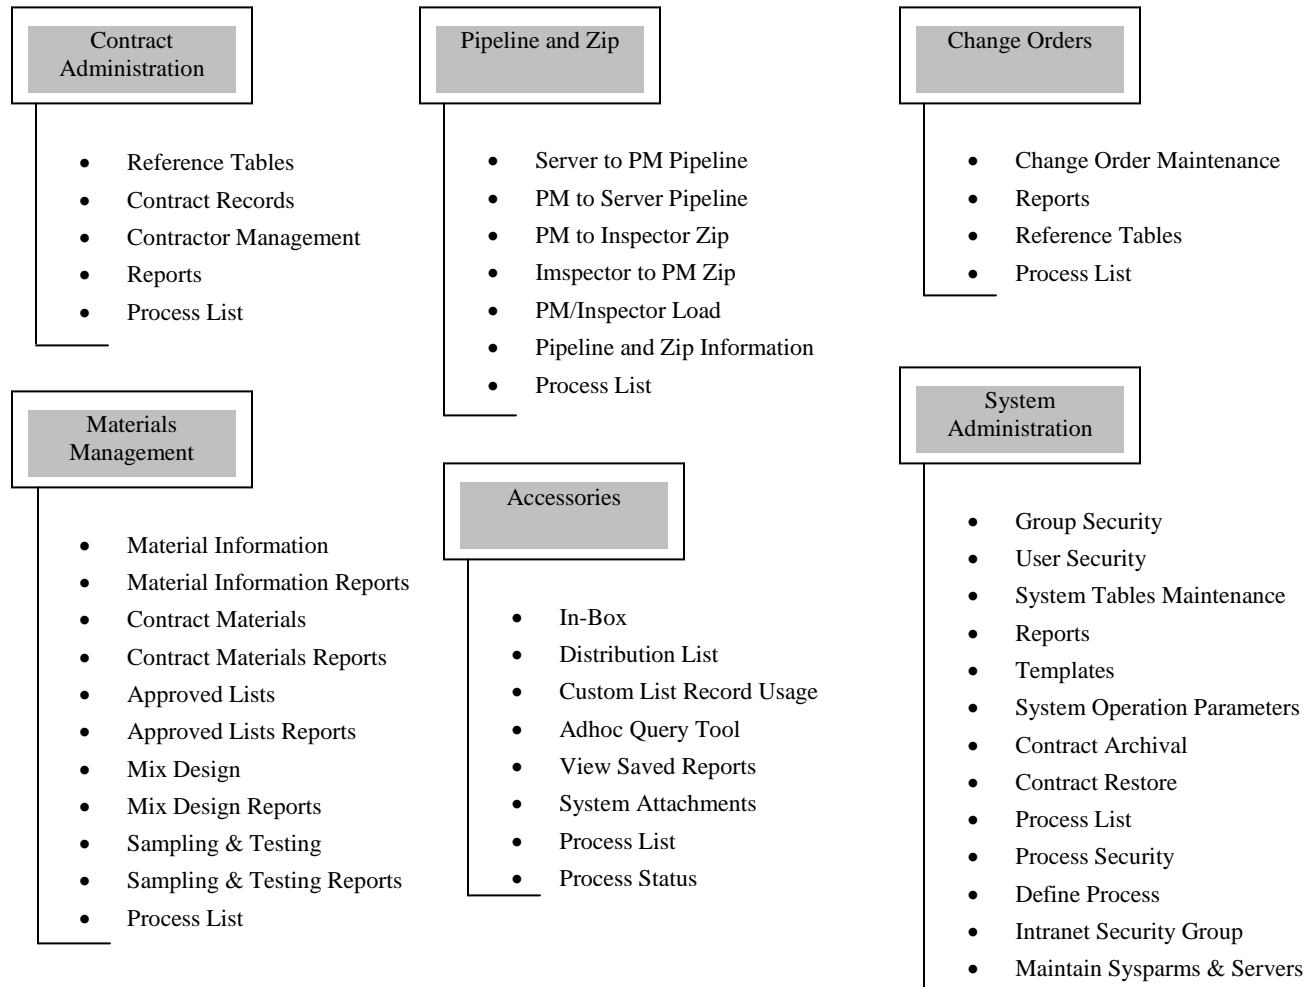 Contract
Administration
Reference Tables
Contract Records
Contractor Management
Reports
Process List
Materials
Management
Material Information
Material Information Reports
Contract Materials
Contract Materials Reports
Approved Lists
Approved Lists Reports
Mix Design
Mix Design Reports
Sampling & Testing
Sampling & Testing Reports
Process List
Pipeline and Zip
Server to PM Pipeline
PM to Server Pipeline
PM to Inspector Zip
Imspector to PM Zip
PM/Inspector Load
Pipeline and Zip Information
Process List
Accessories
In-Box
Distribution List
Custom List Record Usage
Adhoc Query Tool
View Saved Reports
System Attachments
Process List
Process Status
Change Orders
Change Order Maintenance
Reports
Reference Tables
Process List
System
Administration
Group Security
User Security
System Tables Maintenance
Reports
Templates
System Operation Parameters
Contract Archival
Contract Restore
Process List
Process Security
Define Process
Intranet Security Group
Maintain Sysparms & Servers